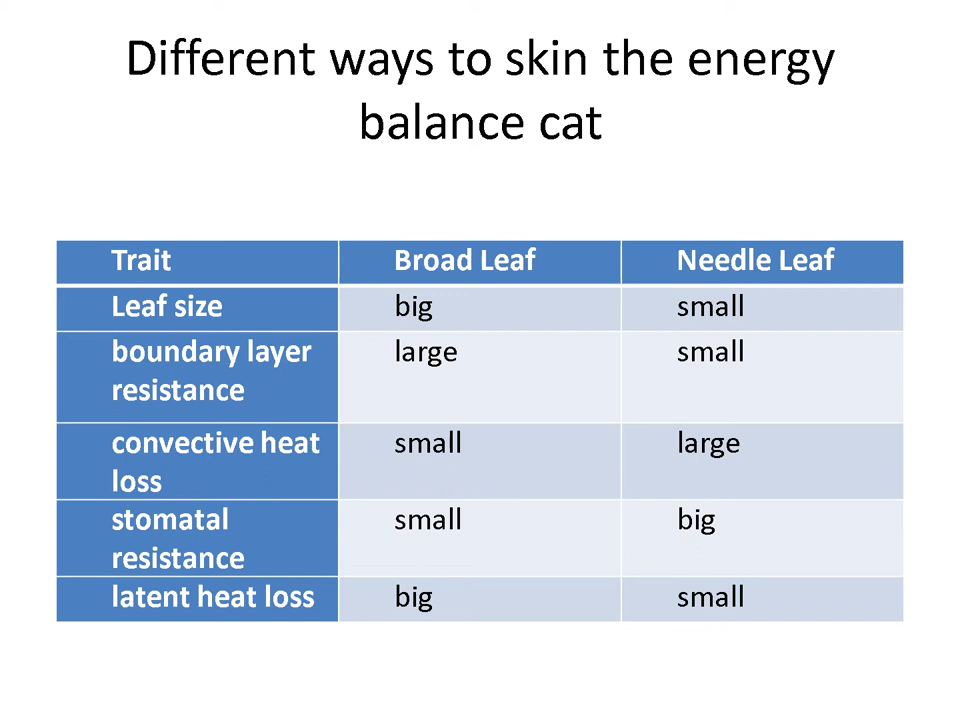 Different ways to skin the energy
balance cat
Trait Broad Leaf Needle Leaf
Leaf size big small
boundary layer large small
resistance
convective heat small large
loss
stomatal small big
resistance
latent heat loss big small